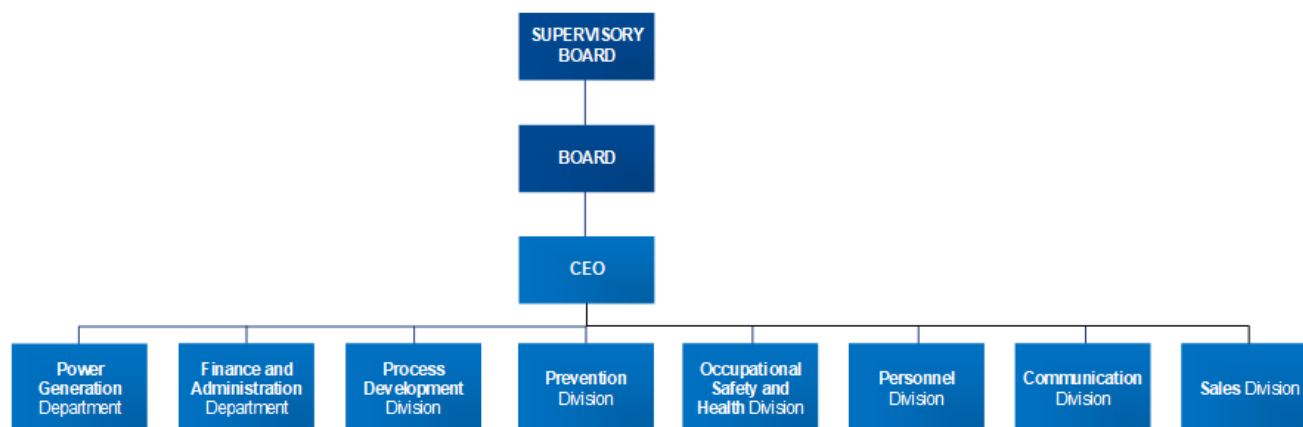 SUPERVISORY
BOARD
BOARD
CEO
Power
Generation
Department
Finance and
Administration
Department
Process
Development
Division
Prevention
Division
Occupational
Safety and
Health Division
Personnel
Division
Communication
Division
Sales Division